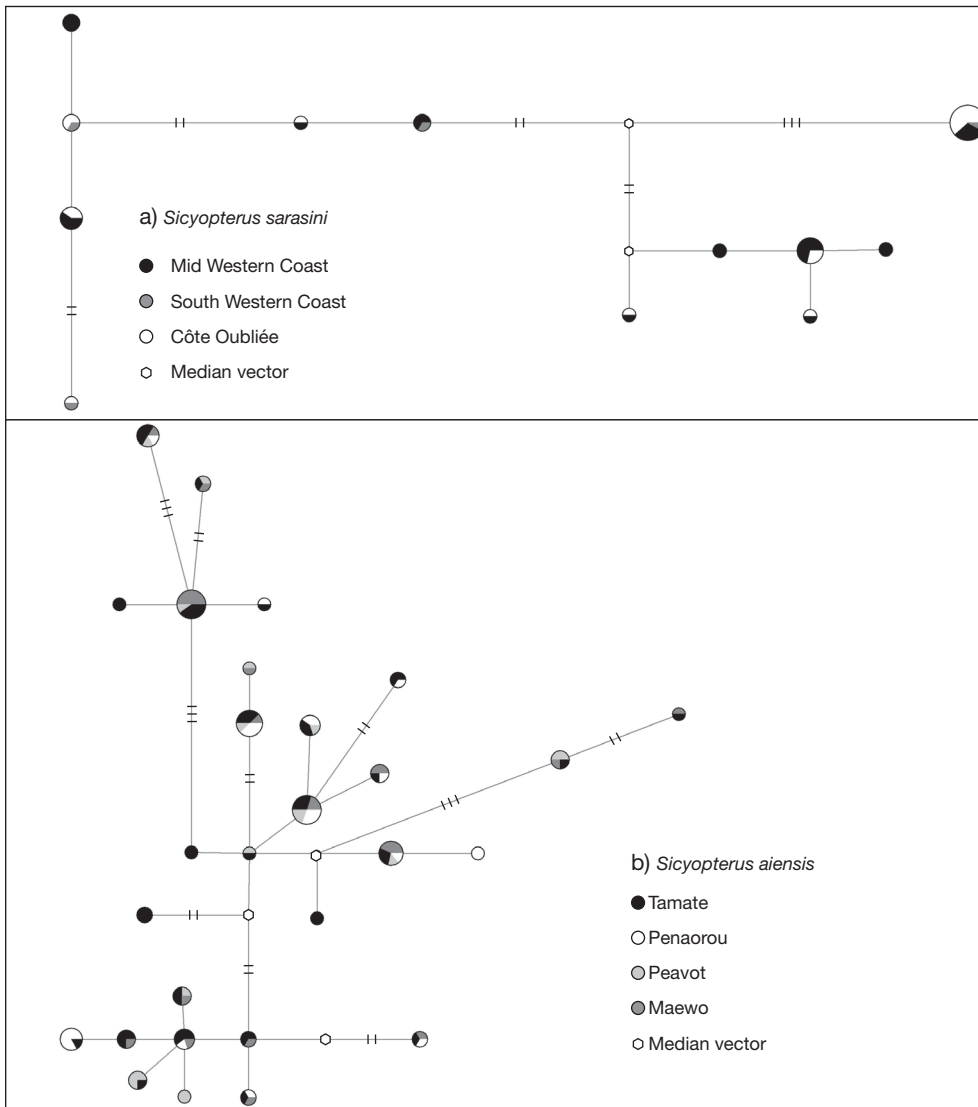 a) Sicyopterus sarasini
Mid Western Coast
South Western Coast
Côte Oubliée
Median vector
b) Sicyopterus aiensis
Tamate
Penaorou
Peavot
Maewo
Median vector